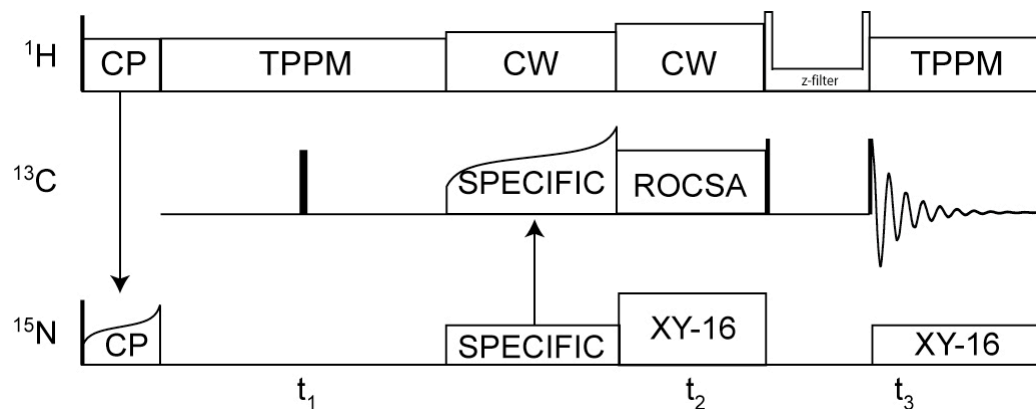 ¹H CP TPPM CW CW z-filter TPPM
¹³C SPECIFIC ROCSA
¹⁵N CP SPECIFIC XY-16 XY-16
t₁ t₂ t₃